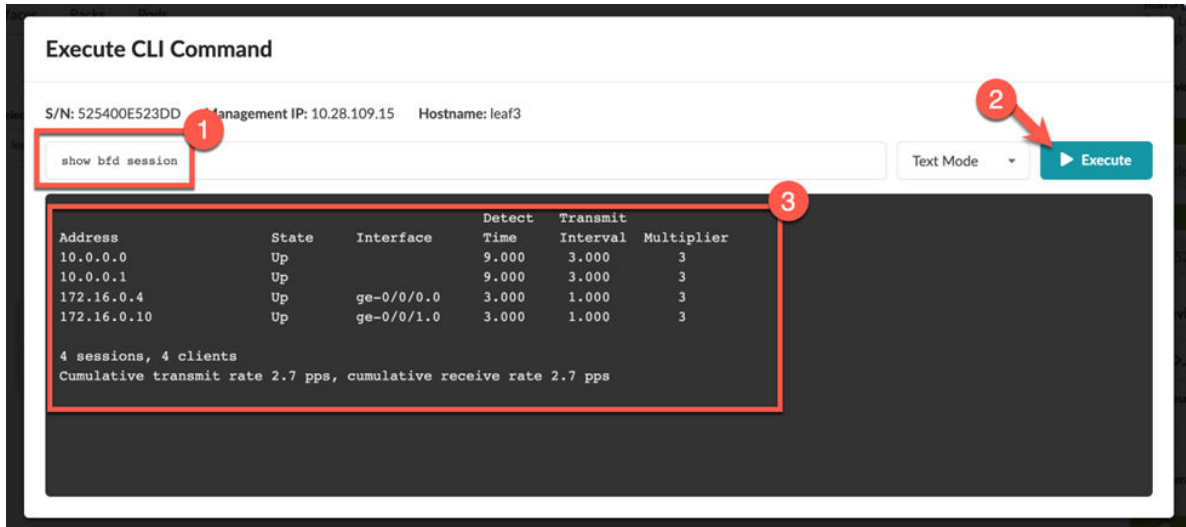 Racks Pods
Execute CLI Command
S/N: 525400E523DD Management IP: 10.28.109.15 Hostname: leaf3
1
2
show bfd session
Text Mode
Execute
3
Detect Transmit
Address State Interface Time Interval Multiplier
10.0.0.0 Up 9.000 3.000 3
10.0.0.1 Up 9.000 3.000 3
172.16.0.4 Up ge-0/0/0.0 3.000 1.000 3
172.16.0.10 Up ge-0/0/1.0 3.000 1.000 3
4 sessions, 4 clients
Cumulative transmit rate 2.7 pps, cumulative receive rate 2.7 pps